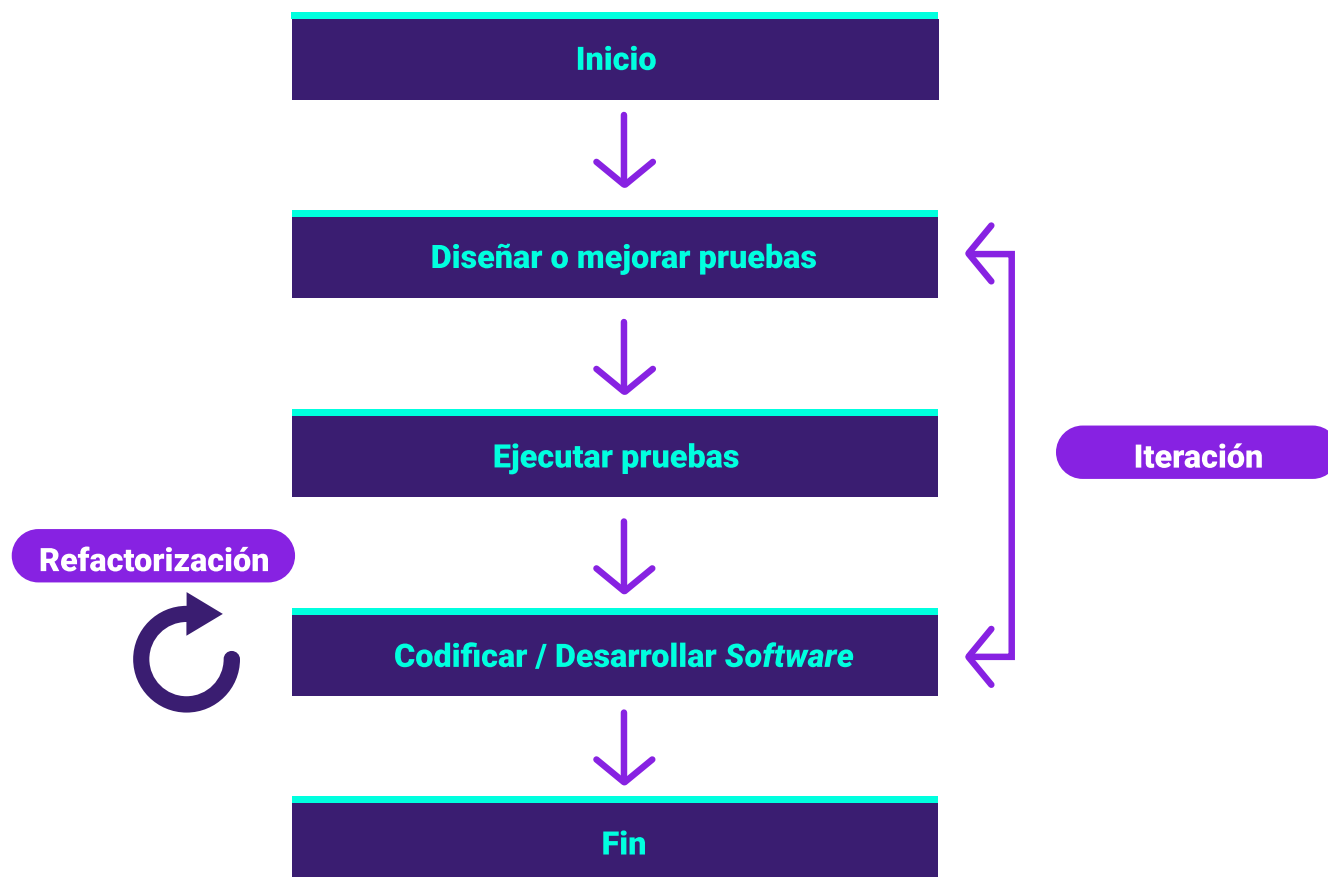 Inicio
Diseñar o mejorar pruebas
Ejecutar pruebas
Iteración
Refactorización
Codificar / Desarrollar Software
Fin